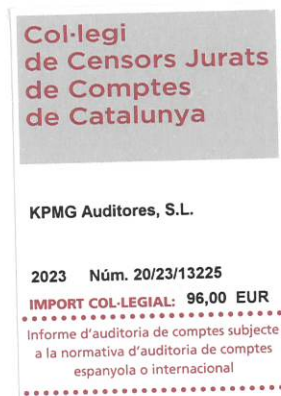 Col·legi
de Censors Jurats
de Comptes
de Catalunya
KPMG Auditores, S.L.
2023 Núm. 20/23/13225
IMPORT COL·LEGIAL: 96,00 EUR
Informe d'auditoria de comptes subjecte
a la normativa d'auditoria de comptes
espanyola o internacional